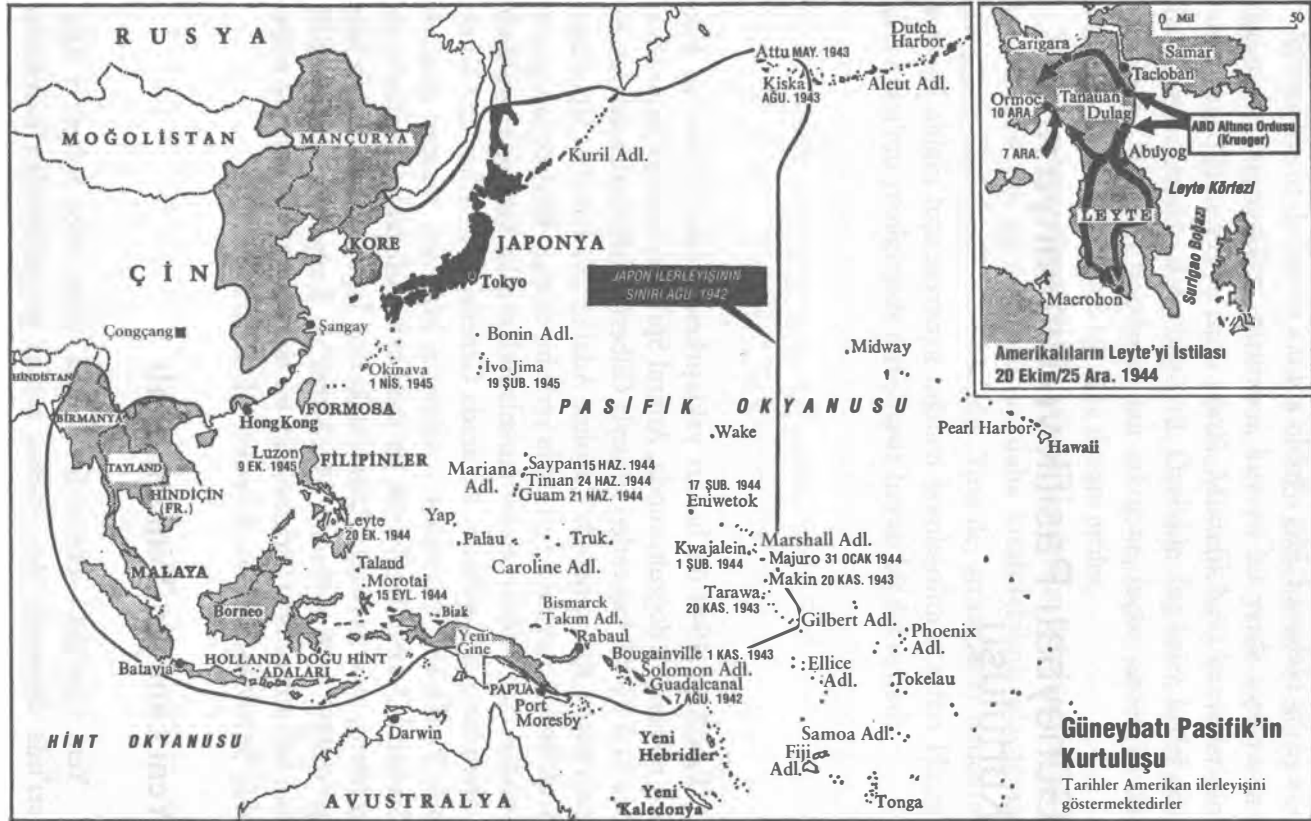 RUSYA
MOĞOLİSTAN
MANÇURYA
ÇİN
KORE
JAPONYA
Tokyo
Kuril Adl.
Attu MAY. 1943
Kiska
AĞU. 1943
Dutch
Harbor
Aleut Adl.
JAPON İLERLEYİŞİNİN
SINIRI AĞU. 1942
Congçang
Şangay
Bonin Adl.
İvo Jima
19 ŞUB. 1945
Okinava
1 NİS. 1945
Midway
HİNDİSTAN
BİRMANYA
FORMOSA
Hong Kong
PASİFİK OKYANUSU
Wake
Pearl Harbor
Hawaii
Luzon
9 EK. 1945
FİLİPİNLER
TAYLAND
HİNDİÇİN
(FR.)
Mariana
Adl.
Saypan 15 HAZ. 1944
Tinian 24 HAZ. 1944
Guam 21 HAZ. 1944
17 ŞUB. 1944
Eniwetok
Leyte
20 EK. 1944
Yap
Palau
Truk
Caroline Adl.
Kwajalein
1 ŞUB. 1944
Marshall Adl.
Majuro 31 OCAK 1944
Makin 20 KAS. 1943
Tarawa
20 KAS. 1943
Gilbert Adl.
MALAYA
Talaud
Morotai
15 EYL. 1944
Borneo
Biak
Yeni
Gine
Bismarck
Takım Adl.
Rabaul
Bougainville 1 KAS. 1943
Solomon Adl.
Guadalcanal
7 AĞU. 1942
Phoenix
Adl.
Ellice
Adl.
Tokelau
Batavia
HOLLANDA DOĞU HİNT
ADALARI
PAPUA
Port
Moresby
HİNT OKYANUSU
Darwin
AVUSTRALYA
Yeni
Hebridler
Yeni
Kaledonya
Samoa Adl.
Fiji
Adl.
Tonga
Güneybatı Pasifik'in
Kurtuluşu
Tarihler Amerikan ilerleyişini
göstermektedirler
0 Mil 50
Carigara
Samar
Tacloban
Ormoc
10 ARA.
Tanauan
Dulag
ABD Altıncı Ordusu
(Krueger)
7 ARA.
Abuyog
Leyte Körfezi
LEYTE
Surigao Boğazı
Macrohon
Amerikalıların Leyte'yi İstilası
20 Ekim/25 Ara. 1944